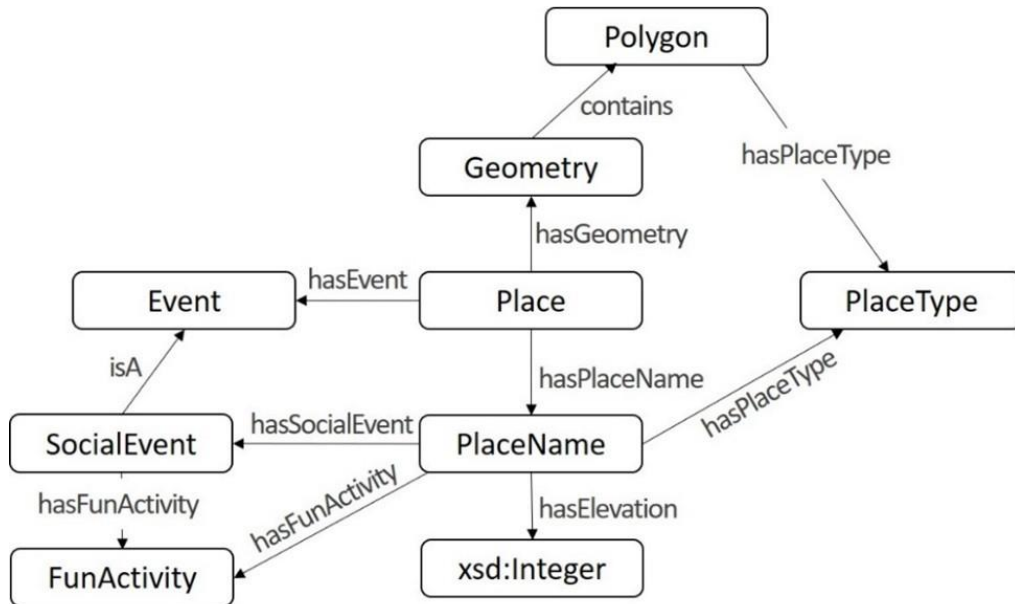 Polygon
contains
hasPlaceType
Geometry
hasGeometry
hasEvent
Event
Place
PlaceType
isA
hasPlaceName
hasPlaceType
hasSocialEvent
SocialEvent
PlaceName
hasFunActivity
hasFunActivity
hasElevation
FunActivity
xsd:Integer